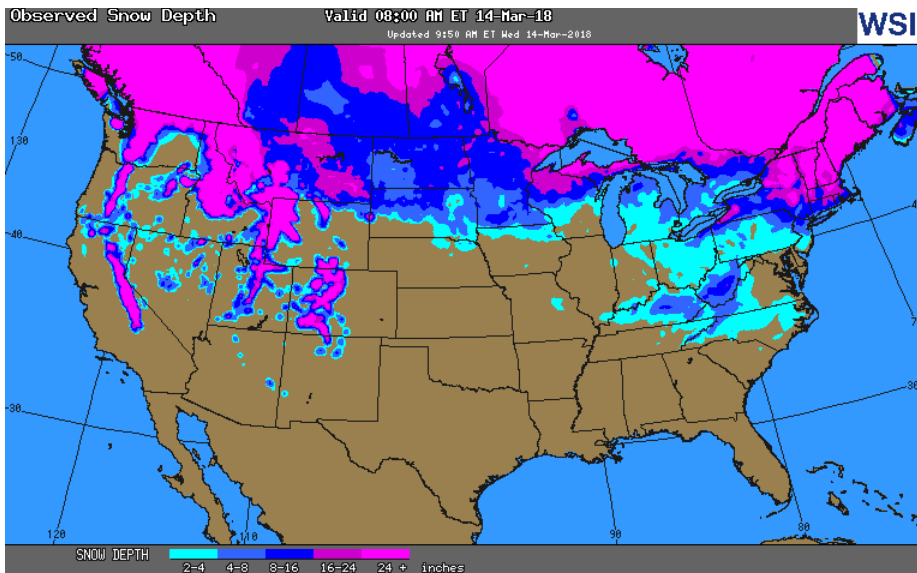 Observed Snow Depth Valid 08:00 AM ET 14-Mar-18
Updated 9:50 AM ET Wed 14-Mar-2018
WSI
50
130
40
40
30
30
120
110
90
80
SNOW DEPTH
2-4 4-8 8-16 16-24 24 + inches